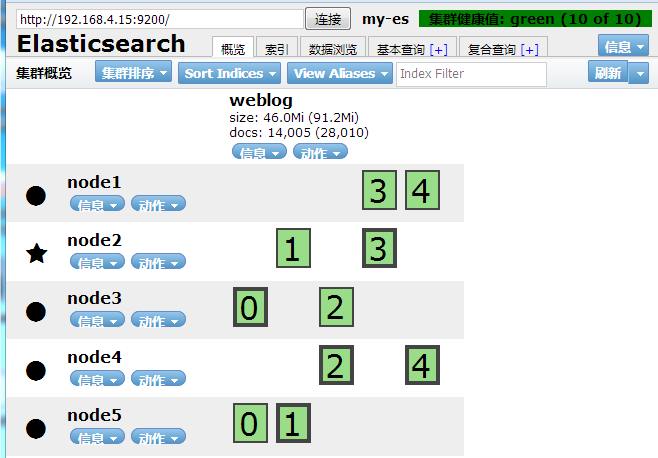 http://192.168.4.15:9200/ 连接 my-es 集群健康值: green (10 of 10)
Elasticsearch 概览 索引 数据浏览 基本查询 [+] 复合查询 [+] 信息
集群概览 集群排序 Sort Indices View Aliases Index Filter 刷新
weblog
size: 46.0Mi (91.2Mi)
docs: 14,005 (28,010)
信息 动作
node1
信息 动作
3 4
node2
信息 动作
1 3
node3
信息 动作
0 2
node4
信息 动作
2 4
node5
信息 动作
0 1